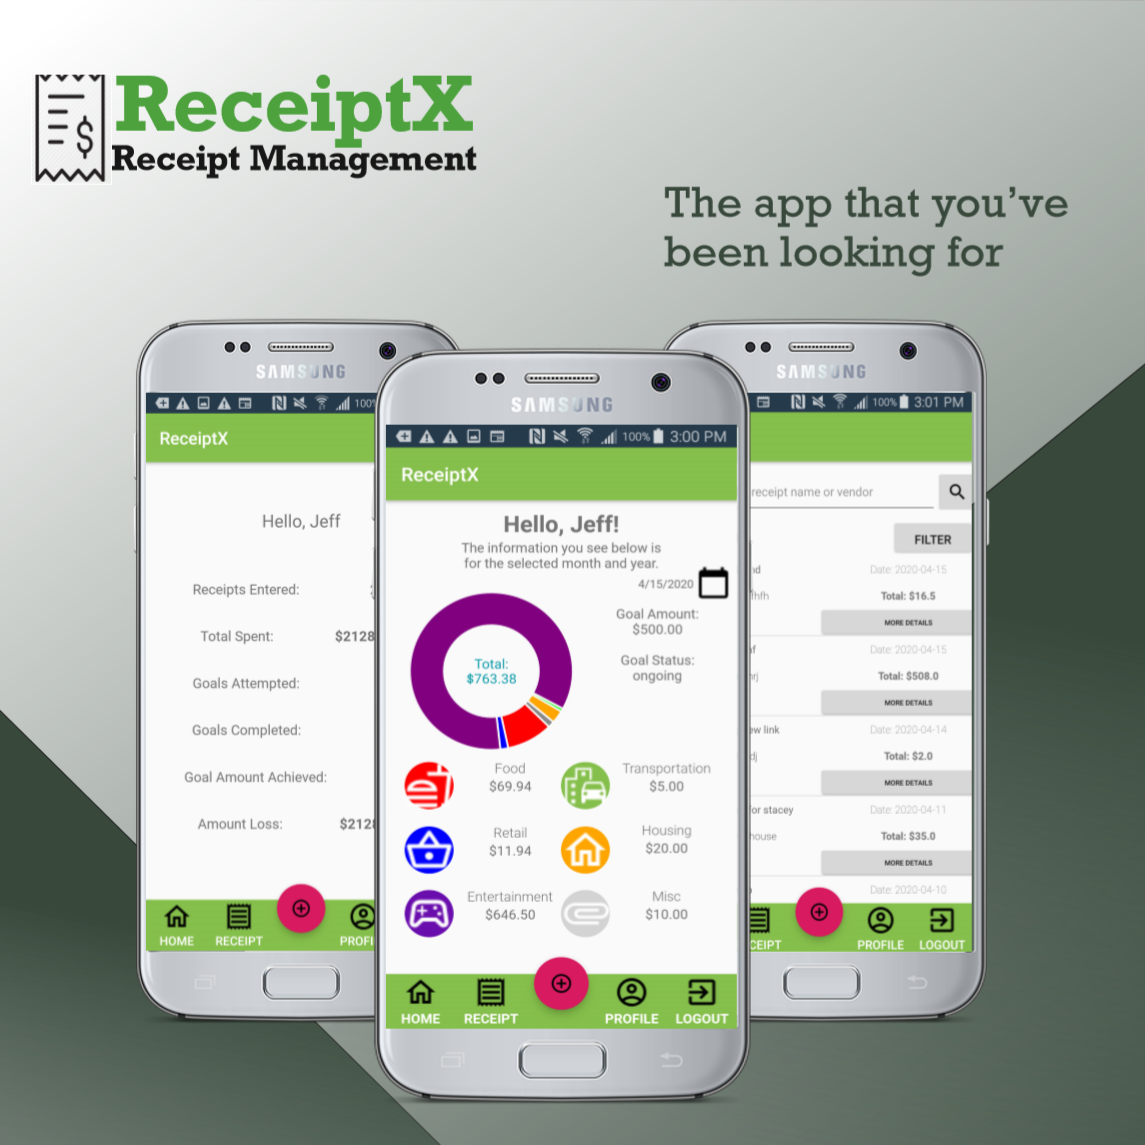 ReceiptX
Receipt Management
The app that you've
been looking for
SAMSUNG
100%
ReceiptX
Hello, Jeff
Receipts Entered:
Total Spent: $2128
Goals Attempted:
Goals Completed:
Goal Amount Achieved:
Amount Loss: $212
HOME RECEIPT
SAMSUNG
100% 3:00 PM
ReceiptX
Hello, Jeff!
The information you see below is
for the selected month and year.
4/15/2020
Goal Amount:
$500.00
Goal Status:
ongoing
Total:
$763.38
Food
$69.94
Transportation
$5.00
Retail
$11.94
Housing
$20.00
Entertainment
$646.50
Misc
$10.00
HOME RECEIPT PROFILE LOGOUT
SAMSUNG
100% 3:01 PM
receipt name or vendor
FILTER
Date: 2020-04-15
Total: $16.5
MORE DETAILS
Date: 2020-04-15
Total: $508.0
MORE DETAILS
link Date: 2020-04-14
Total: $2.0
MORE DETAILS
for stacey Date: 2020-04-11
house Total: $35.0
MORE DETAILS
Date: 2020-04-10
PROFILE LOGOUT